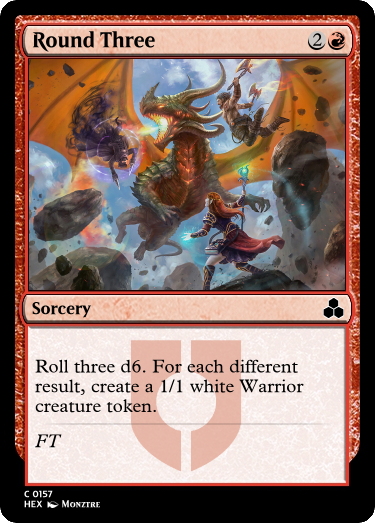 Round Three 2
Sorcery
Roll three d6. For each different
result, create a 1/1 white Warrior
creature token.
FT
C 0157
HEX Monztre